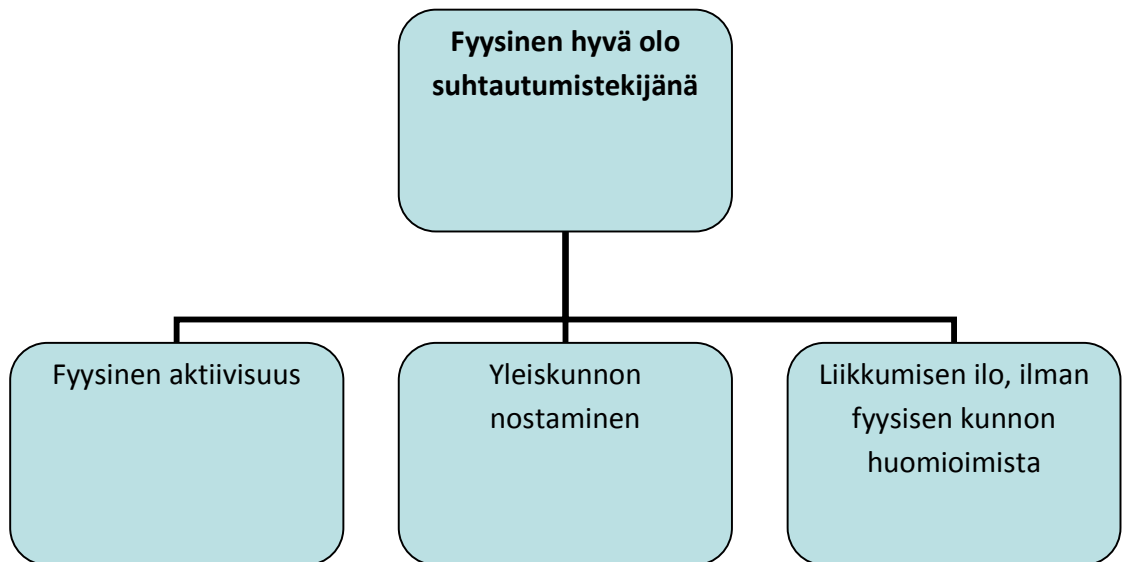 Fyysinen hyvä olo
suhtautumistekijänä
Fyysinen aktiivisuus
Yleiskunnon
nostaminen
Liikkumisen ilo, ilman
fyysisen kunnon
huomioimista